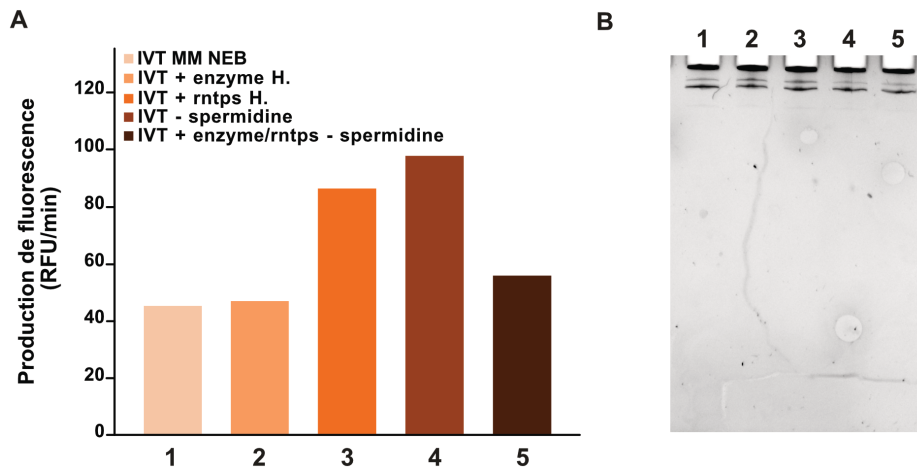 A
Production de fluorescence
(RFU/min)
120
100
80
60
40
20
0
IVT MM NEB
IVT + enzyme H.
IVT + rntps H.
IVT - spermidine
IVT + enzyme/rntps - spermidine
1 2 3 4 5
B
1 2 3 4 5